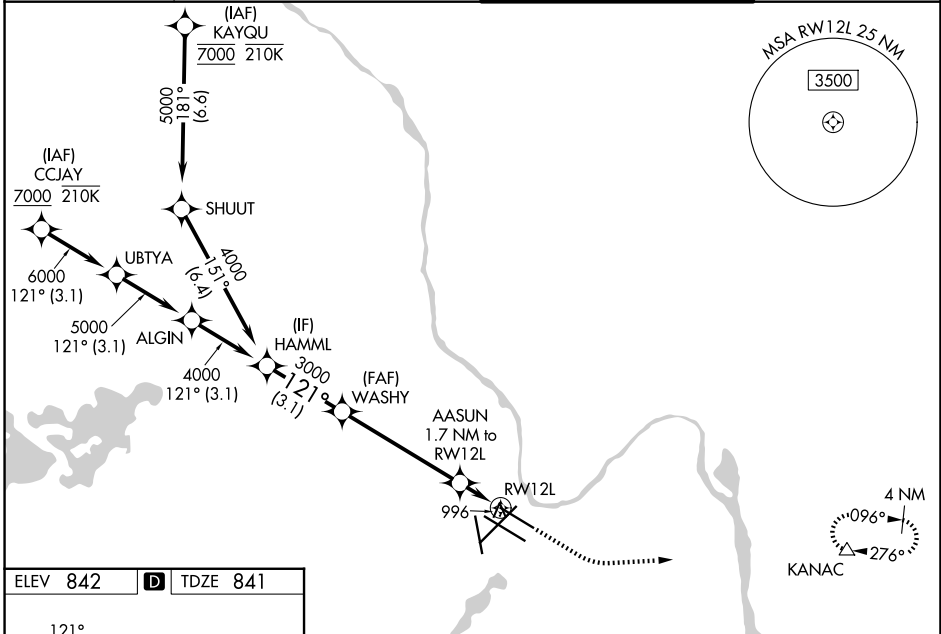 (IAF)
KAYQU
7000 210K
5000
181°
(6.6)
MSA RW12L 25 NM
3500
(IAF)
CCJAY
7000 210K
SHUUT
UBTYA
6000
121° (3.1)
4000
151°
(6.4)
5000
121° (3.1)
ALGIN
(IF)
HAMML
4000
121° (3.1)
3000
121°
(3.1)
(FAF)
WASHY
AASUN
1.7 NM to
RW12L
RW12L
996
4 NM
096°
276°
KANAC
ELEV 842 D TDZE 841
121°